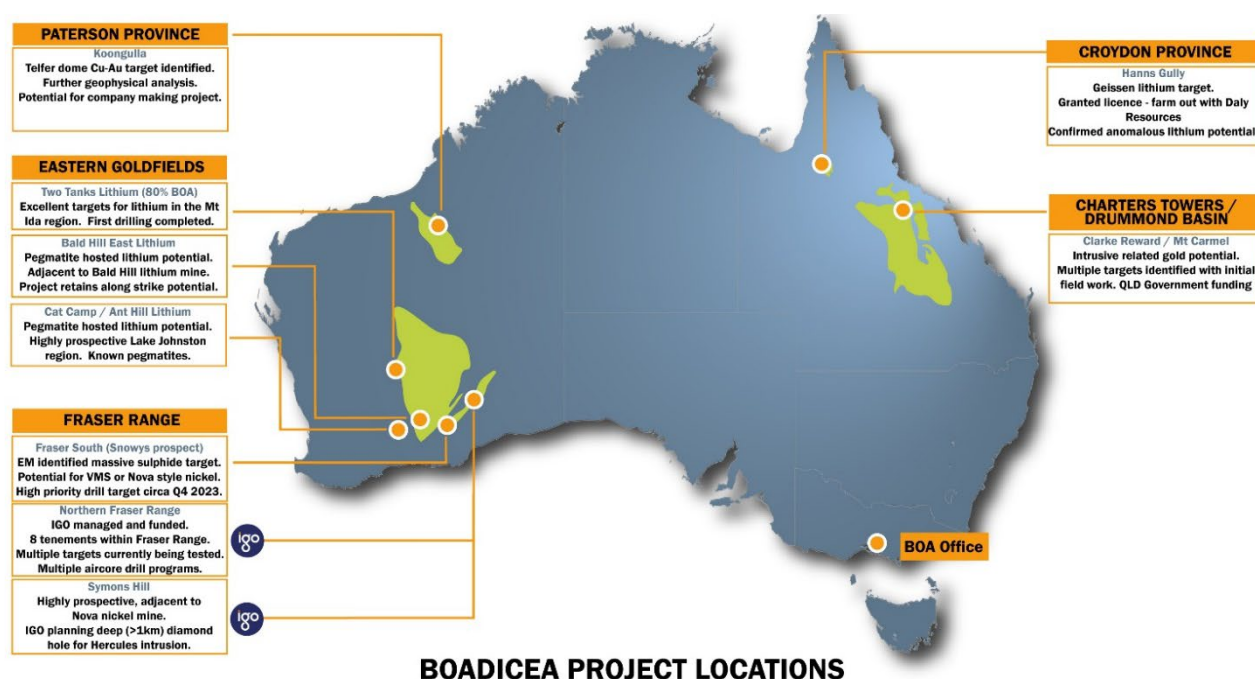 PATERSON PROVINCE
Koongulla
Telfer dome Cu-Au target identified.
Further geophysical analysis.
Potential for company making project.
EASTERN GOLDFIELDS
Two Tanks Lithium (80% BOA)
Excellent targets for lithium in the Mt
Ida region. First drilling completed.
Bald Hill East Lithium
Pegmatite hosted lithium potential.
Adjacent to Bald Hill lithium mine.
Project retains along strike potential.
Cat Camp / Ant Hill Lithium
Pegmatite hosted lithium potential.
Highly prospective Lake Johnston
region. Known pegmatites.
FRASER RANGE
Fraser South (Snowys prospect)
EM identified massive sulphide target.
Potential for VMS or Nova style nickel.
High priority drill target circa Q4 2023.
Northern Fraser Range
IGO managed and funded.
8 tenements within Fraser Range.
Multiple targets currently being tested.
Multiple aircore drill programs.
igo
Symons Hill
Highly prospective, adjacent to
Nova nickel mine.
IGO planning deep (>1km) diamond
hole for Hercules intrusion.
igo
CROYDON PROVINCE
Hanns Gully
Geissen lithium target.
Granted licence - farm out with Daly
Resources
Confirmed anomalous lithium potential
CHARTERS TOWERS /
DRUMMOND BASIN
Clarke Reward / Mt Carmel
Intrusive related gold potential.
Multiple targets identified with initial
field work. QLD Government funding
BOA Office
BOADICEA PROJECT LOCATIONS